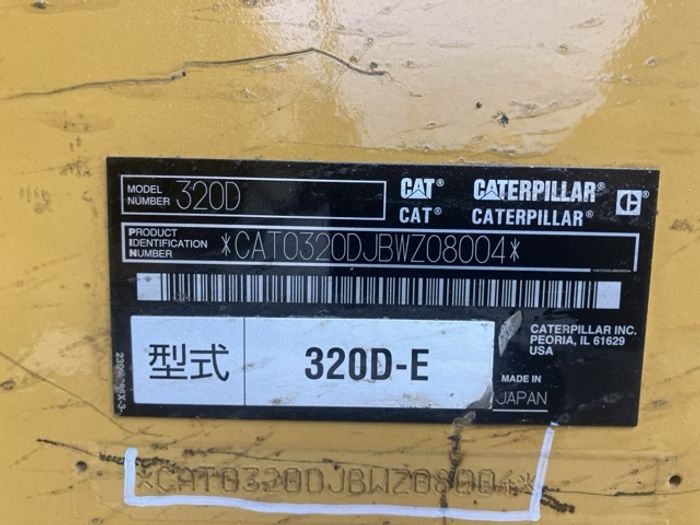 MODEL NUMBER 320D
CAT® CATERPILLAR®
CAT® CATERPILLAR®
PRODUCT IDENTIFICATION NUMBER *CAT0320DJBWZ08004*
型式 320D-E
CATERPILLAR INC.
PEORIA, IL 61629
USA
MADE IN
JAPAN
*CAT0320DJBWZ08004*